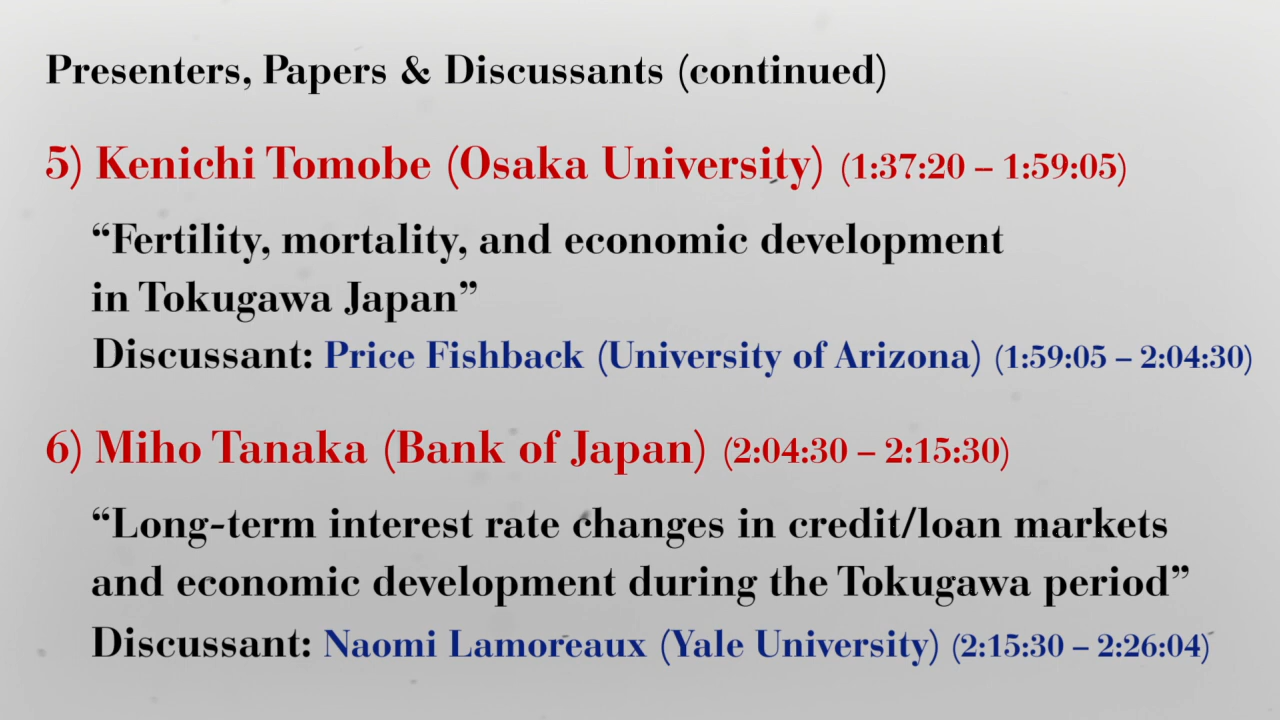 Presenters, Papers & Discussants (continued)
5) Kenichi Tomobe (Osaka University) (1:37:20 – 1:59:05)
“Fertility, mortality, and economic development
in Tokugawa Japan”
Discussant: Price Fishback (University of Arizona) (1:59:05 – 2:04:30)
6) Miho Tanaka (Bank of Japan) (2:04:30 – 2:15:30)
“Long-term interest rate changes in credit/loan markets
and economic development during the Tokugawa period”
Discussant: Naomi Lamoreaux (Yale University) (2:15:30 – 2:26:04)